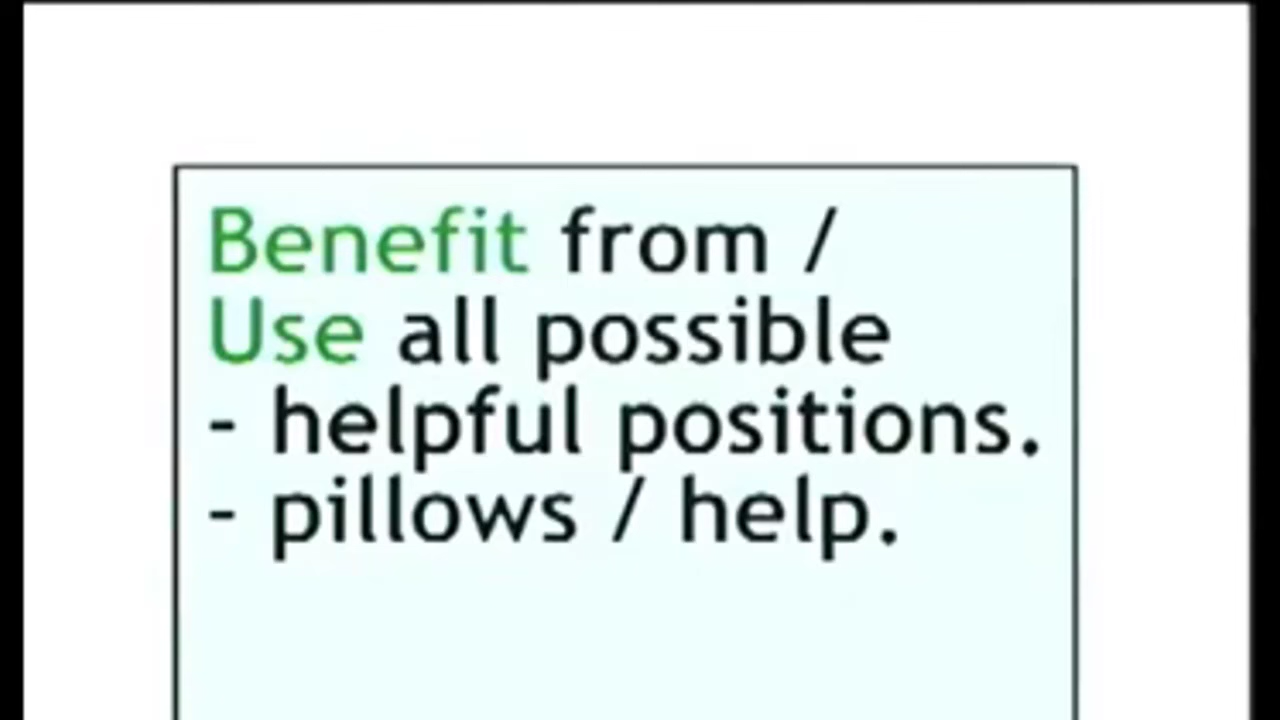 Benefit from /
Use all possible
- helpful positions.
- pillows / help.